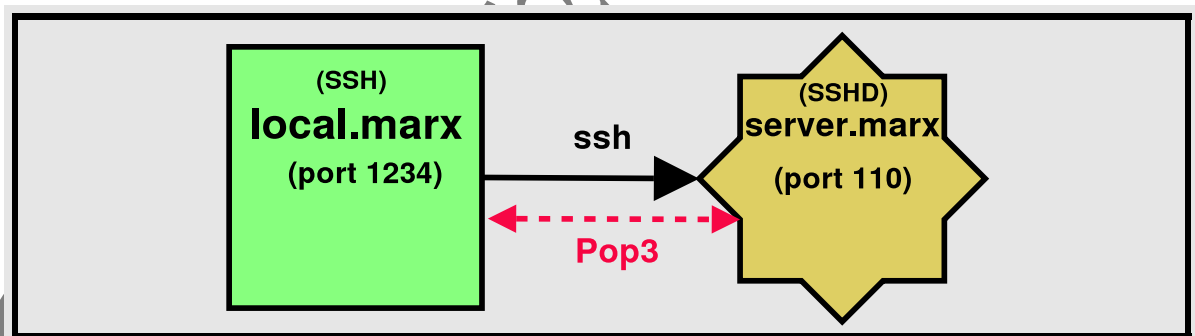 (SSH)
local.marx
(port 1234)
ssh
Pop3
(SSHD)
server.marx
(port 110)